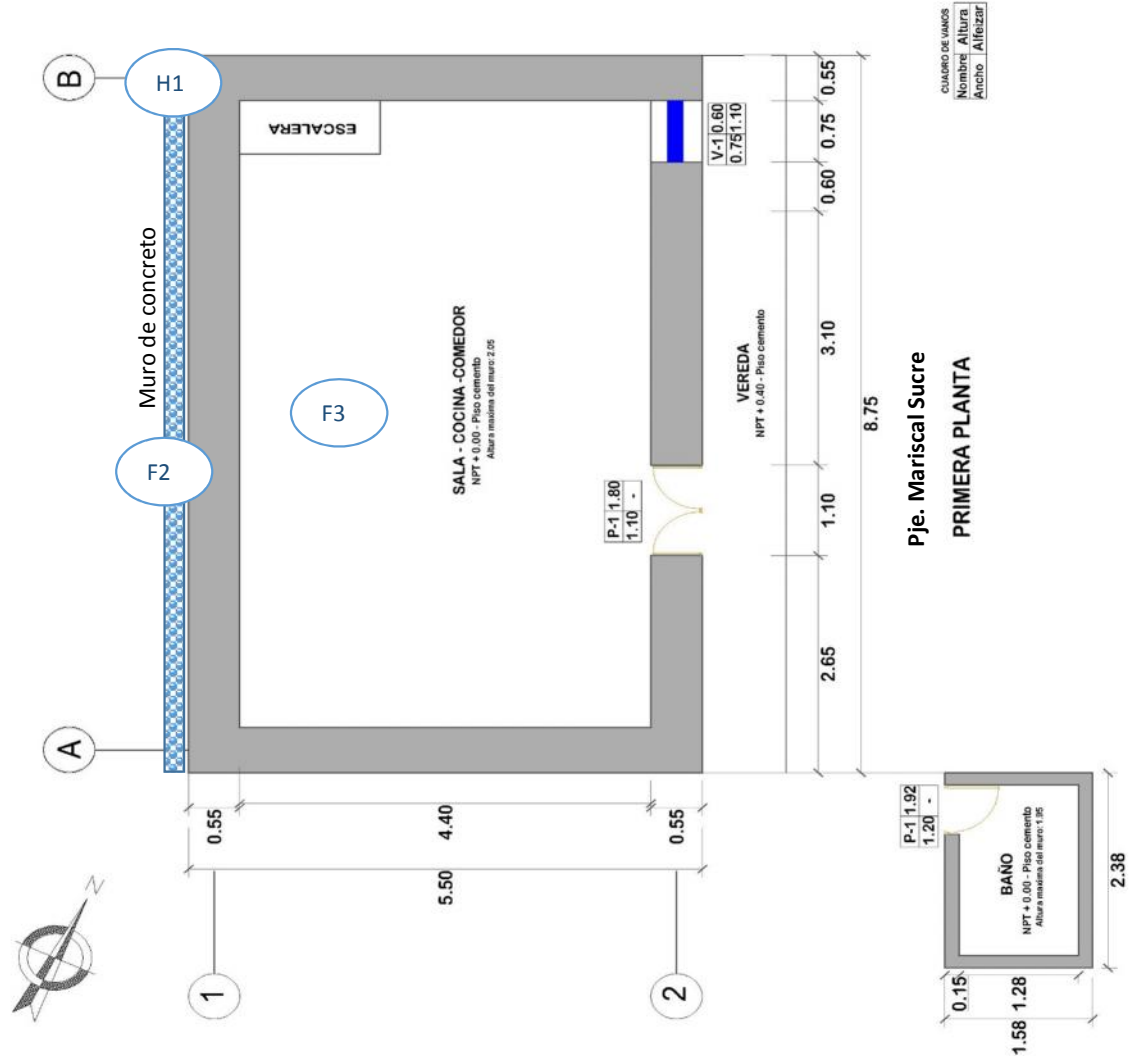 B
H1
Muro de concreto
ESCALERA
F2
F3
A
N
SALA - COCINA -COMEDOR
NPT + 0.00 - Piso cemento
Altura maxima del muro: 2.05
V-1 0.60
0.75 1.10
P-1 1.80
1.10 -
VEREDA
NPT + 0.40 - Piso cemento
0.55
4.40
0.55
5.50
1
2
2.65
1.10
3.10
0.60
0.75
0.55
8.75
Pje. Mariscal Sucre
PRIMERA PLANTA
CUADRO DE VANOS
Nombre Altura
Ancho Alfeizar
P-1 1.92
1.20 -
BAÑO
NPT + 0.00 - Piso cemento
Altura maxima del muro: 1.95
0.15
1.28
1.58
2.38